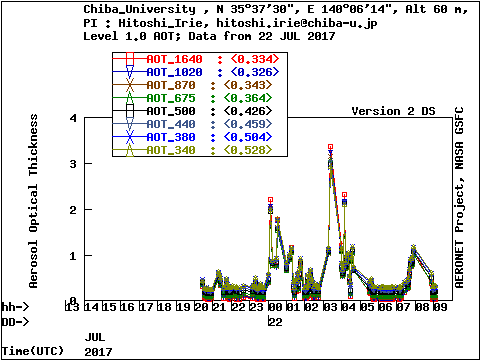 Chiba_University , N 35°37'30", E 140°06'14", Alt 60 m,
PI : Hitoshi_Irie, hitoshi.irie@chiba-u.jp
Level 1.0 AOT; Data from 22 JUL 2017
AOT_1640 : <0.334>
AOT_1020 : <0.326>
AOT_870 : <0.343>
AOT_675 : <0.364>
AOT_500 : <0.426>
AOT_440 : <0.459>
AOT_380 : <0.504>
AOT_340 : <0.528>
Version 2 DS
Aerosol Optical Thickness
4
3
2
1
0
AERONET Project, NASA GSFC
hh-> 13 14 15 16 17 18 19 20 21 22 23 00 01 02 03 04 05 06 07 08 09
DD-> 22
JUL
Time(UTC) 2017